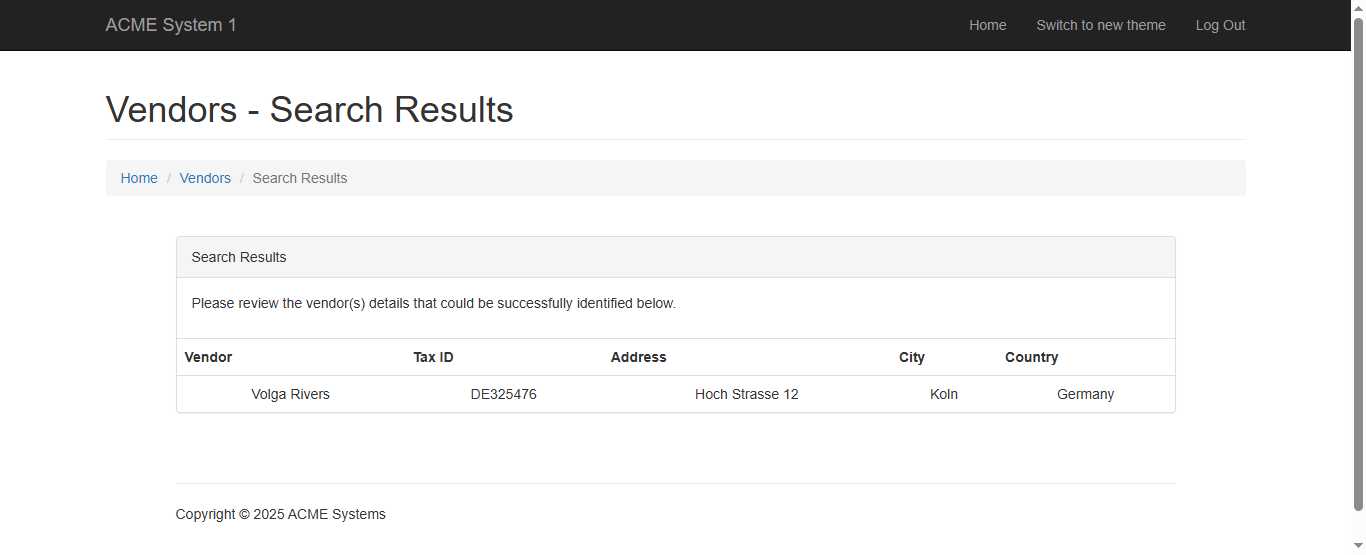 ACME System 1 Home Switch to new theme Log Out
Vendors - Search Results
Home / Vendors / Search Results
Search Results
Please review the vendor(s) details that could be successfully identified below.
Vendor Tax ID Address City Country
Volga Rivers DE325476 Hoch Strasse 12 Koln Germany
Copyright © 2025 ACME Systems